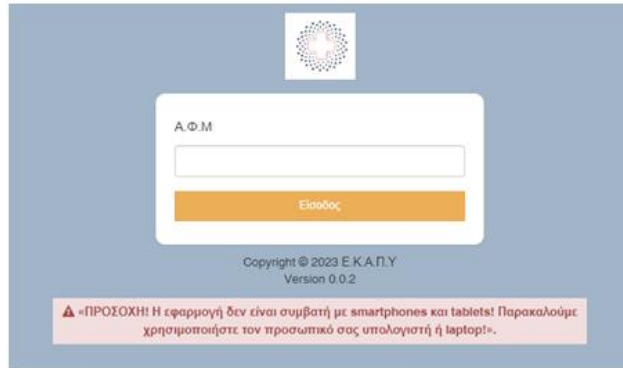 Α.Φ.Μ
Είσοδος
Copyright © 2023 Ε.Κ.Α.Π.Υ
Version 0.0.2
«ΠΡΟΣΟΧΗ! Η εφαρμογή δεν είναι συμβατή με smartphones και tablets! Παρακαλούμε
χρησιμοποιήστε τον προσωπικό σας υπολογιστή ή laptop!».